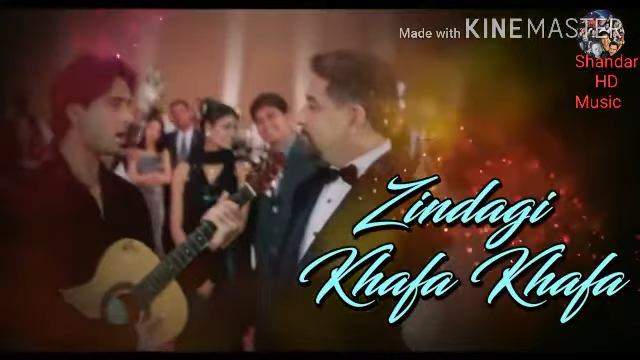 Made with KINEMASTER
Shandar
HD
Music
Zindagi
Khafa Khafa